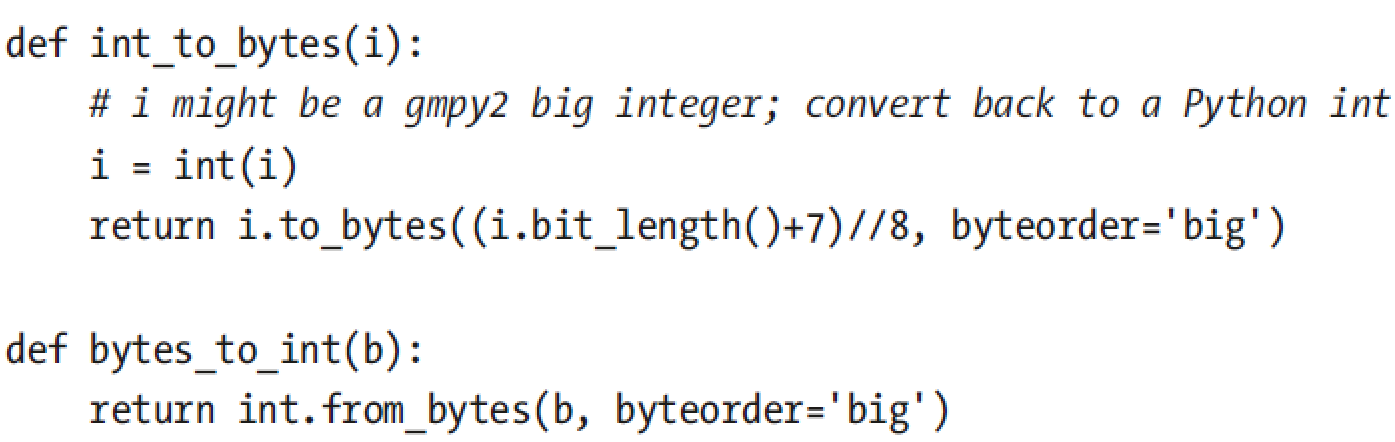 def int_to_bytes(i):
    # i might be a gmpy2 big integer; convert back to a Python int
    i = int(i)
    return i.to_bytes((i.bit_length()+7)//8, byteorder='big')

def bytes_to_int(b):
    return int.from_bytes(b, byteorder='big')